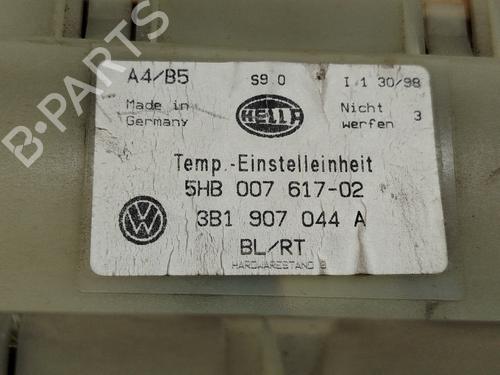 A4/B5 S9.0 I 1 30/98
Made in Germany
HELLA
Nicht werfen 3
Temp.-Einstelleinheit
5HB 007 617-02
3B1 907 044 A
BL/RT
HARDWARESTAND
B-PARTS